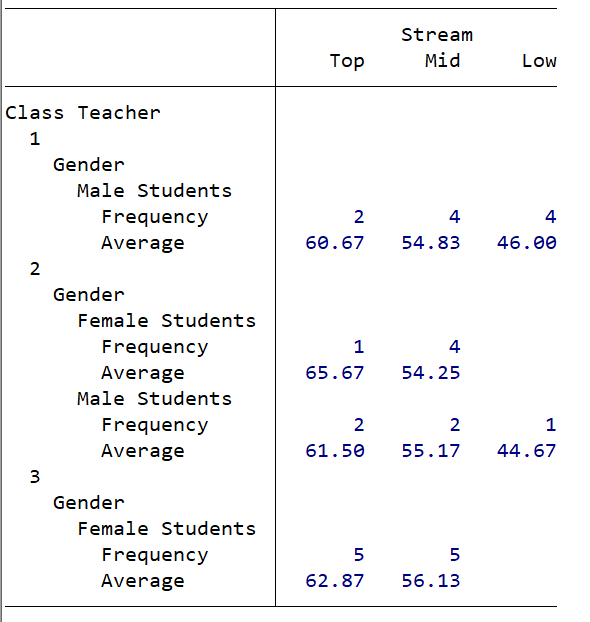 Stream
Top Mid Low
Class Teacher
1
Gender
Male Students
Frequency 2 4 4
Average 60.67 54.83 46.00
2
Gender
Female Students
Frequency 1 4
Average 65.67 54.25
Male Students
Frequency 2 2 1
Average 61.50 55.17 44.67
3
Gender
Female Students
Frequency 5 5
Average 62.87 56.13